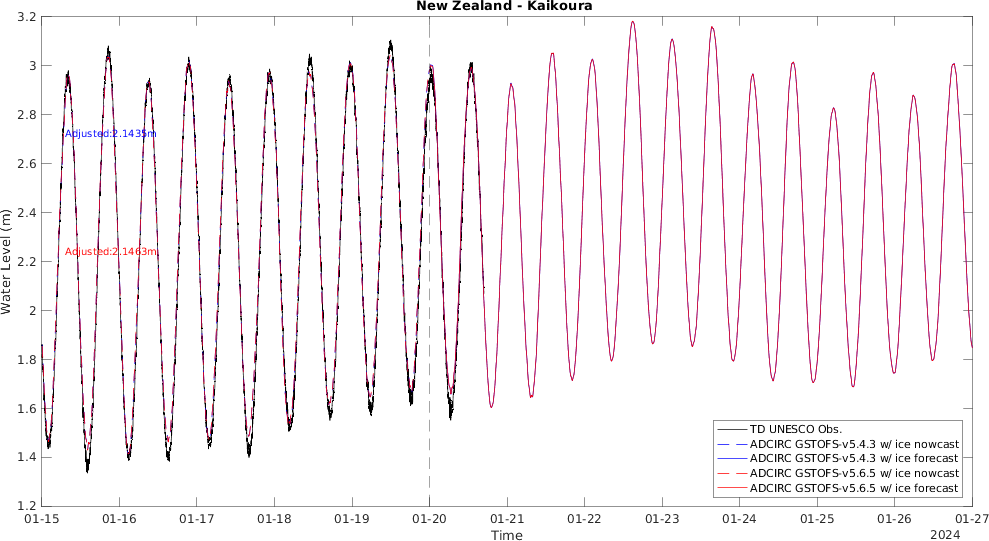 New Zealand - Kaikoura
3.2
3
2.8
2.6
2.4
2.2
2
1.8
1.6
1.4
1.2
Water Level (m)
Adjusted:2.1435m
Adjusted:2.1463m
TD UNESCO Obs.
ADCIRC GSTOFS-v5.4.3 w/ ice nowcast
ADCIRC GSTOFS-v5.4.3 w/ ice forecast
ADCIRC GSTOFS-v5.6.5 w/ ice nowcast
ADCIRC GSTOFS-v5.6.5 w/ ice forecast
01-15 01-16 01-17 01-18 01-19 01-20 01-21 01-22 01-23 01-24 01-25 01-26 01-27
Time
2024